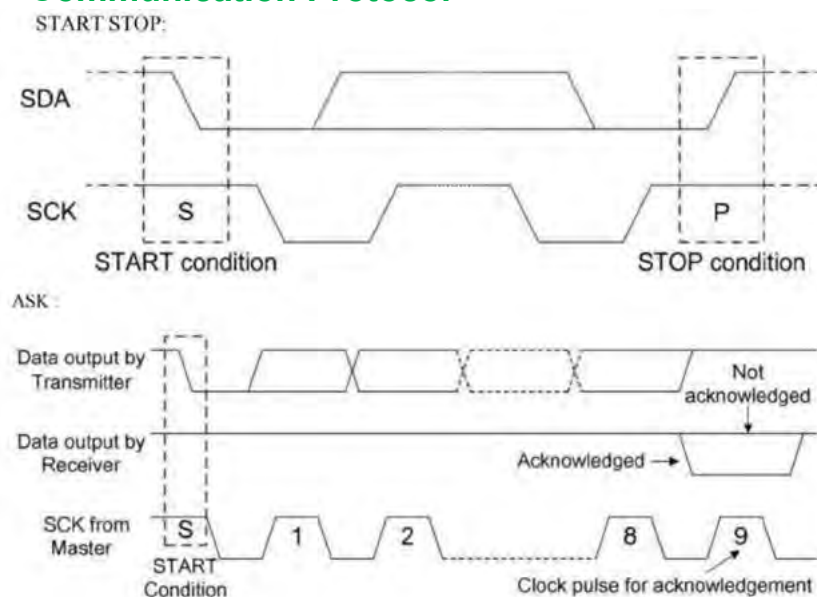 START STOP:
SDA
SCK
S
P
START condition
STOP condition
ASK :
Data output by
Transmitter
Not
acknowledged
Data output by
Receiver
Acknowledged
SCK from
Master
S
1
2
8
9
START
Condition
Clock pulse for acknowledgement